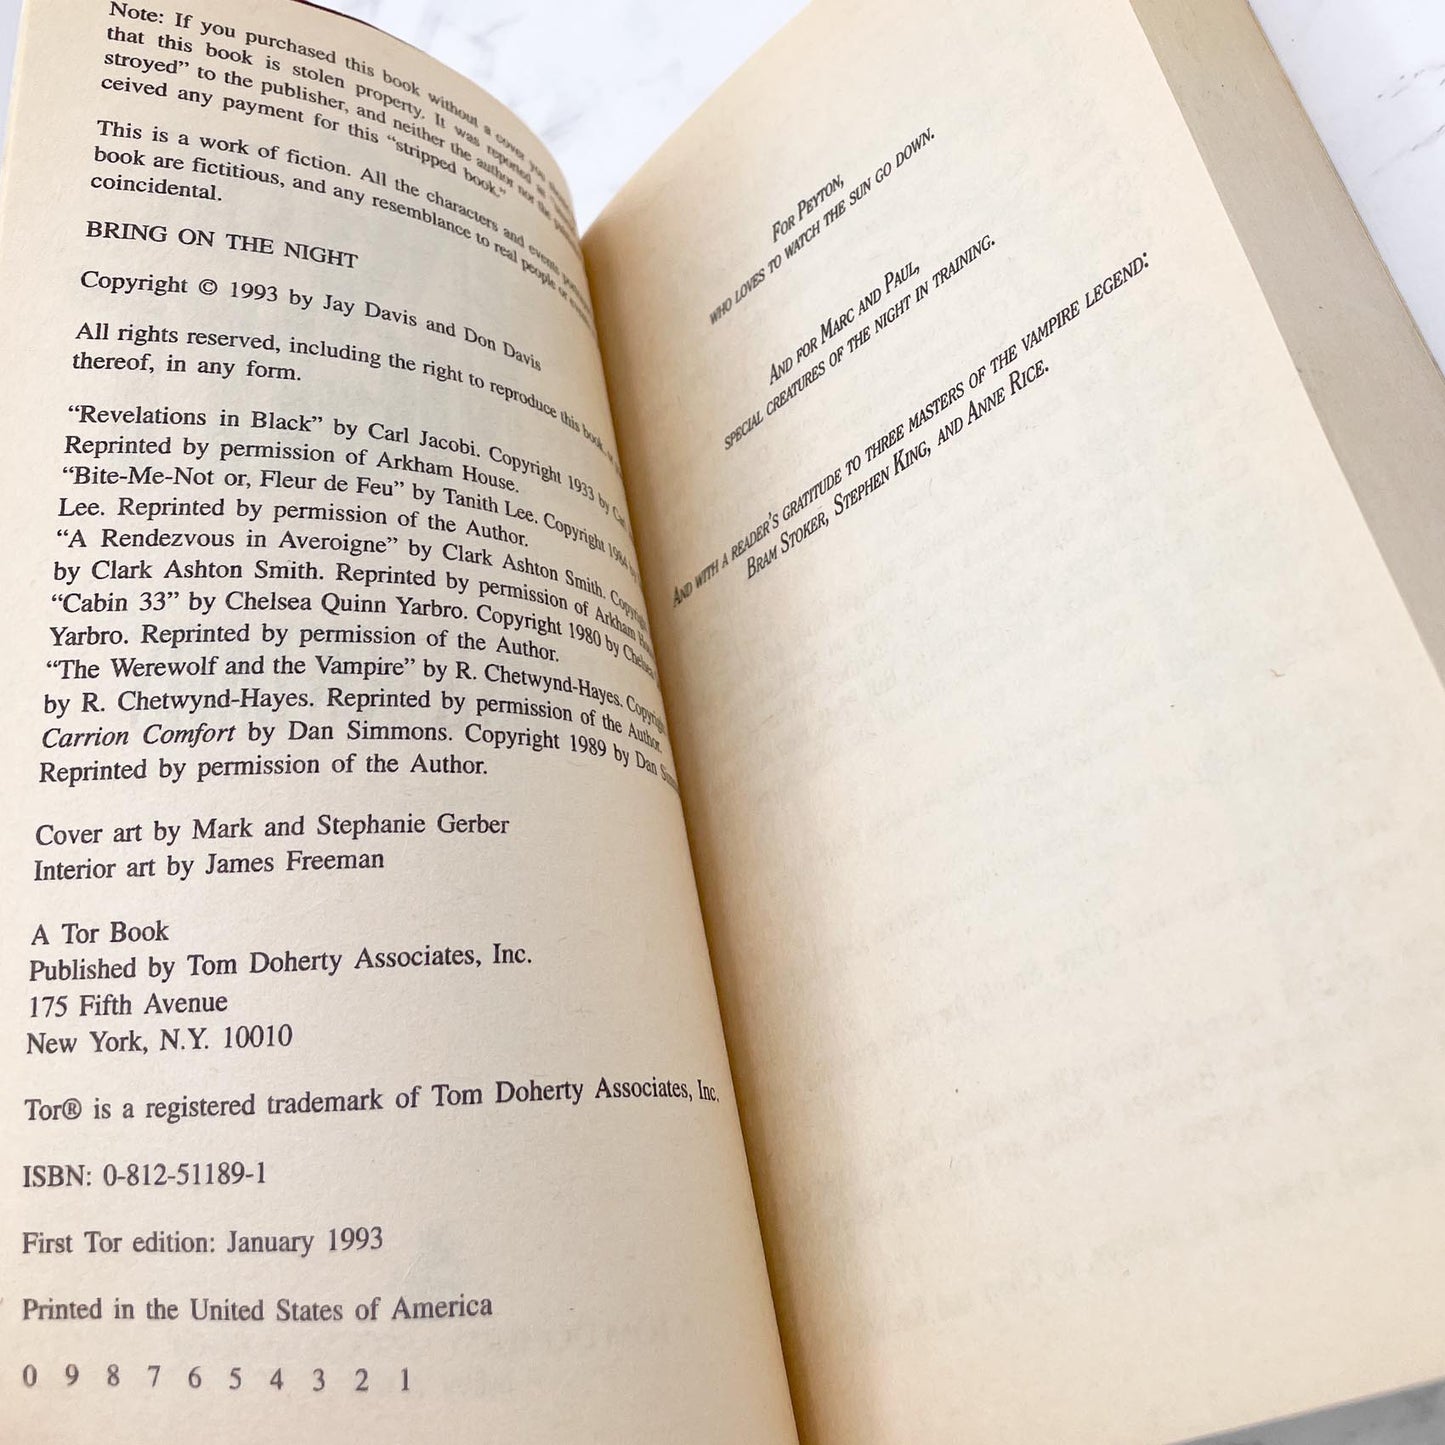 Note: If you purchased this book without a cover you
that this book is stolen property. It was reported as
stroyed" to the publisher, and neither the author nor the
ceived any payment for this "stripped book."
This is a work of fiction. All the characters and events
book are fictitious, and any resemblance to real people or
coincidental.
BRING ON THE NIGHT
Copyright © 1993 by Jay Davis and Don Davis
All rights reserved, including the right to reproduce this book, or
thereof, in any form.
"Revelations in Black" by Carl Jacobi. Copyright 1933 by
Reprinted by permission of Arkham House.
"Bite-Me-Not or, Fleur de Feu" by Tanith Lee. Copyright 1984 by
Lee. Reprinted by permission of the Author.
"A Rendezvous in Averoigne" by Clark Ashton Smith.
by Clark Ashton Smith. Reprinted by permission of Arkham
"Cabin 33" by Chelsea Quinn Yarbro. Copyright 1980 by Chelsea
Yarbro. Reprinted by permission of the Author.
"The Werewolf and the Vampire" by R. Chetwynd-Hayes.
by R. Chetwynd-Hayes. Reprinted by permission of the Author.
Carrion Comfort by Dan Simmons. Copyright 1989 by Dan
Reprinted by permission of the Author.
Cover art by Mark and Stephanie Gerber
Interior art by James Freeman
A Tor Book
Published by Tom Doherty Associates, Inc.
175 Fifth Avenue
New York, N.Y. 10010
Tor® is a registered trademark of Tom Doherty Associates, Inc.
ISBN: 0-812-51189-1
First Tor edition: January 1993
Printed in the United States of America
0 9 8 7 6 5 4 3 2 1
FOR PEYTON,
WHO LOVES TO WATCH THE SUN GO DOWN.
AND FOR MARC AND PAUL,
SPECIAL CREATURES OF THE NIGHT IN TRAINING.
AND WITH A READER'S GRATITUDE TO THREE MASTERS OF THE VAMPIRE LEGEND:
BRAM STOKER, STEPHEN KING, AND ANNE RICE.